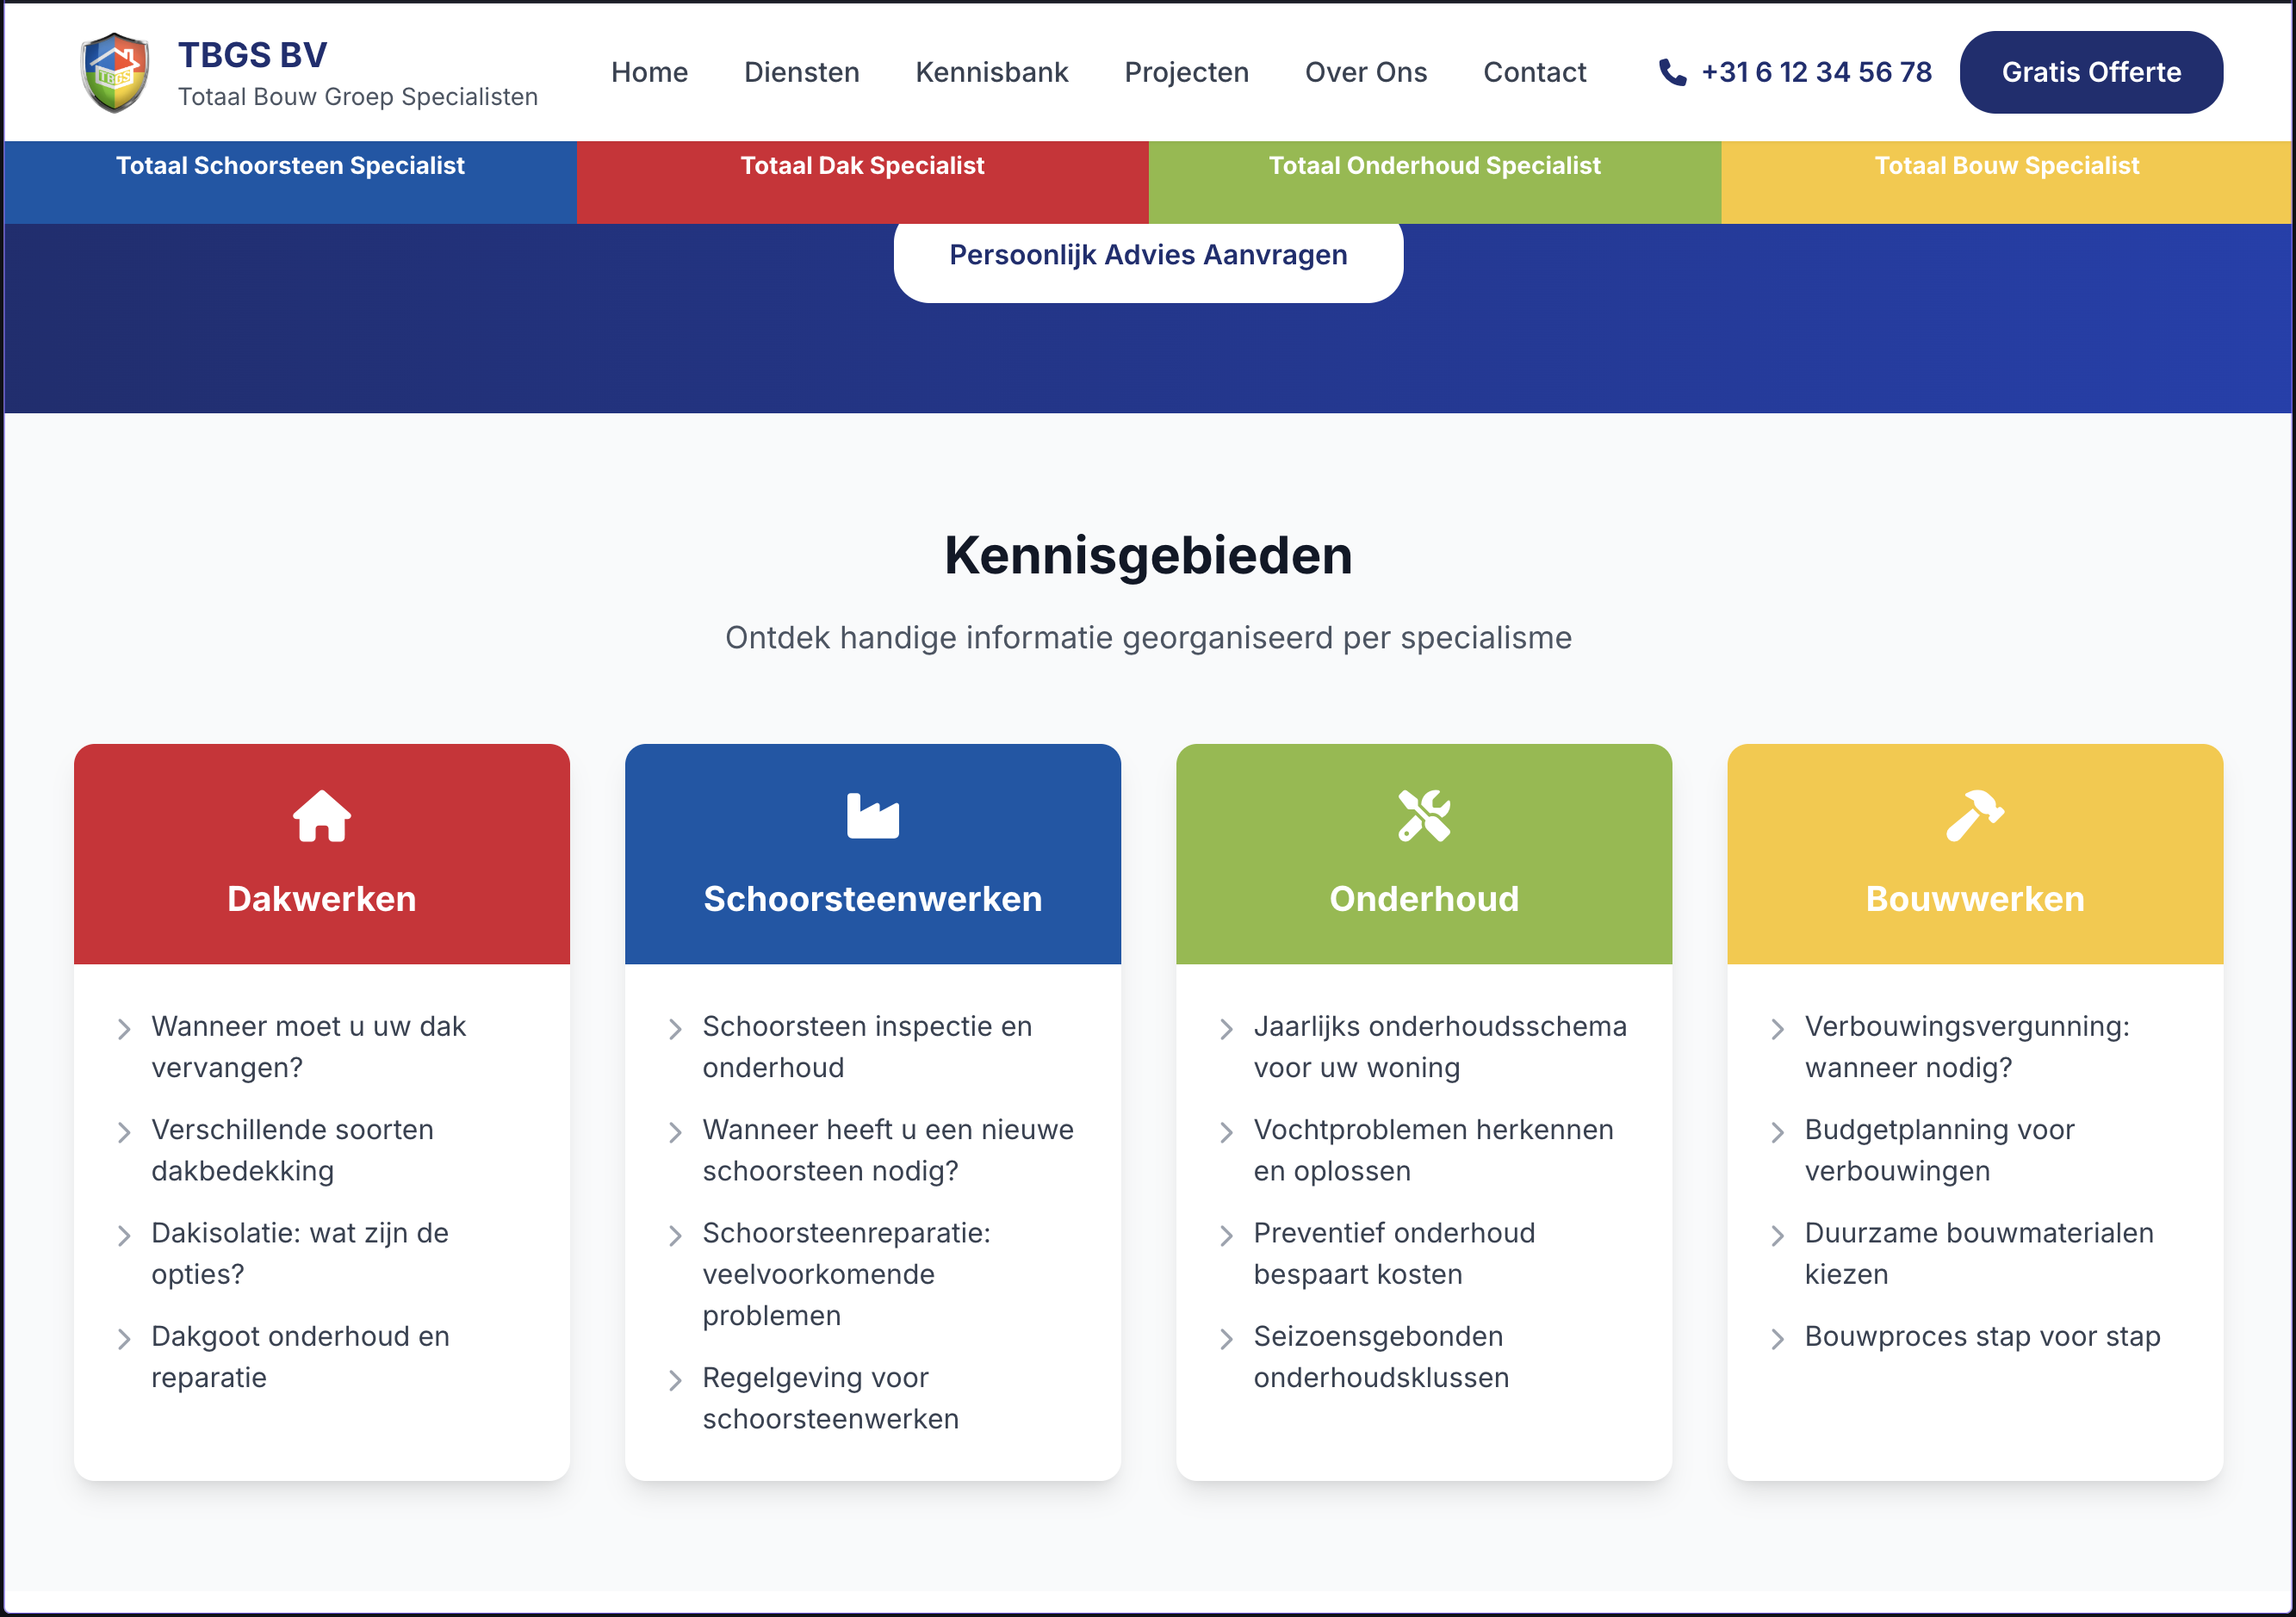 TBGS
TBGS BV
Totaal Bouw Groep Specialisten
Home
Diensten
Kennisbank
Projecten
Over Ons
Contact
+31 6 12 34 56 78
Gratis Offerte
Totaal Schoorsteen Specialist
Totaal Dak Specialist
Totaal Onderhoud Specialist
Totaal Bouw Specialist
Persoonlijk Advies Aanvragen
Kennisgebieden
Ontdek handige informatie georganiseerd per specialisme
Dakwerken
Wanneer moet u uw dak
vervangen?
Verschillende soorten
dakbedekking
Dakisolatie: wat zijn de
opties?
Dakgoot onderhoud en
reparatie
Schoorsteenwerken
Schoorsteen inspectie en
onderhoud
Wanneer heeft u een nieuwe
schoorsteen nodig?
Schoorsteenreparatie:
veelvoorkomende
problemen
Regelgeving voor
schoorsteenwerken
Onderhoud
Jaarlijks onderhoudsschema
voor uw woning
Vochtproblemen herkennen
en oplossen
Preventief onderhoud
bespaart kosten
Seizoensgebonden
onderhoudsklussen
Bouwwerken
Verbouwingsvergunning:
wanneer nodig?
Budgetplanning voor
verbouwingen
Duurzame bouwmaterialen
kiezen
Bouwproces stap voor stap